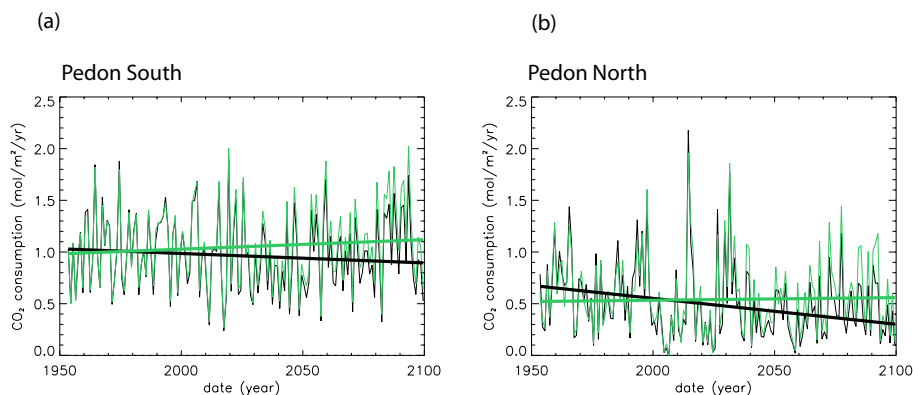 (a)
Pedon South
2.5
2.0
1.5
1.0
0.5
0.0
CO₂ consumption (mol/m²/yr)
1950 2000 2050 2100
date (year)
(b)
Pedon North
2.5
2.0
1.5
1.0
0.5
0.0
CO₂ consumption (mol/m²/yr)
1950 2000 2050 2100
date (year)